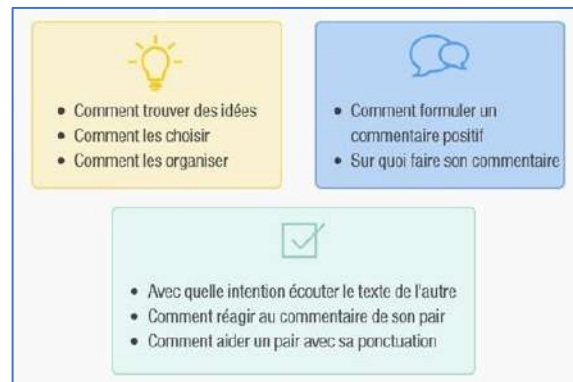 • Comment trouver des idées
• Comment les choisir
• Comment les organiser
• Comment formuler un
commentaire positif
• Sur quoi faire son commentaire
• Avec quelle intention écouter le texte de l'autre
• Comment réagir au commentaire de son pair
• Comment aider un pair avec sa ponctuation